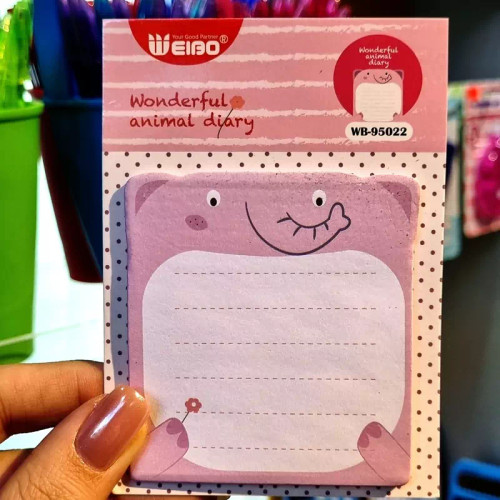 Your Good Partner
WEIBO®
Wonderful
animal diary
Wonderful
animal
diary
WB-95022